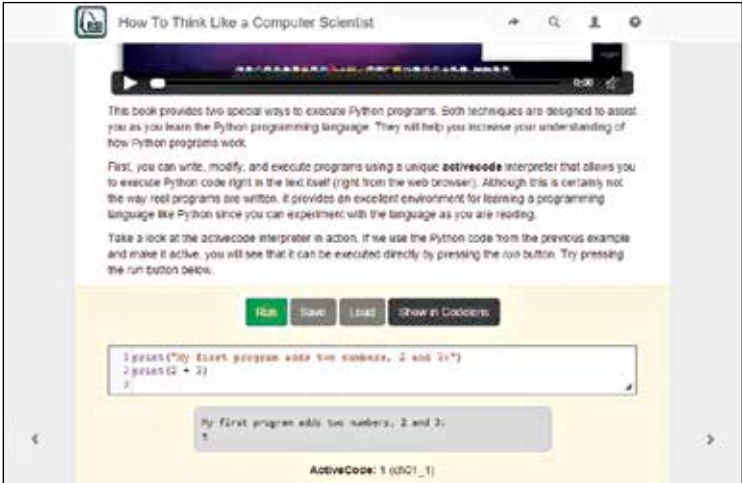 How To Think Like a Computer Scientist
0:00
This book provides two special ways to execute Python programs. Both techniques are designed to assist
you as you learn the Python programming language. They will help you increase your understanding of
how Python programs work.
First, you can write, modify, and execute programs using a unique activecode interpreter that allows you
to execute Python code right in the text itself (right from the web browser). Although this is certainly not
the way real programs are written, it provides an excellent environment for learning a programming
language like Python since you can experiment with the language as you are reading.
Take a look at the activecode interpreter in action. If we use the Python code from the previous example
and make it active, you will see that it can be executed directly by pressing the run button. Try pressing
the run button below.
Run Save Load Show in Codelens
1 print("My first program adds two numbers, 2 and 3:")
2 print(2 + 3)
3
My first program adds two numbers, 2 and 3:
5
ActiveCode: 1 (ch01_1)